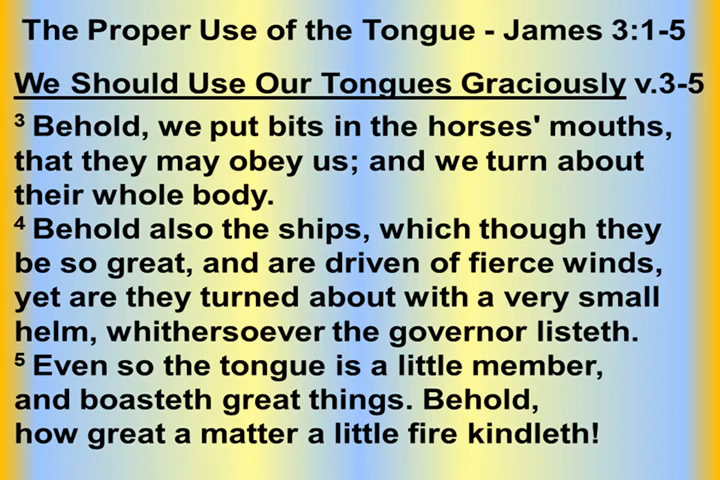 The Proper Use of the Tongue - James 3:1-5
We Should Use Our Tongues Graciously v.3-5
3 Behold, we put bits in the horses' mouths,
that they may obey us; and we turn about
their whole body.
4 Behold also the ships, which though they
be so great, and are driven of fierce winds,
yet are they turned about with a very small
helm, whithersoever the governor listeth.
5 Even so the tongue is a little member,
and boasteth great things. Behold,
how great a matter a little fire kindleth!